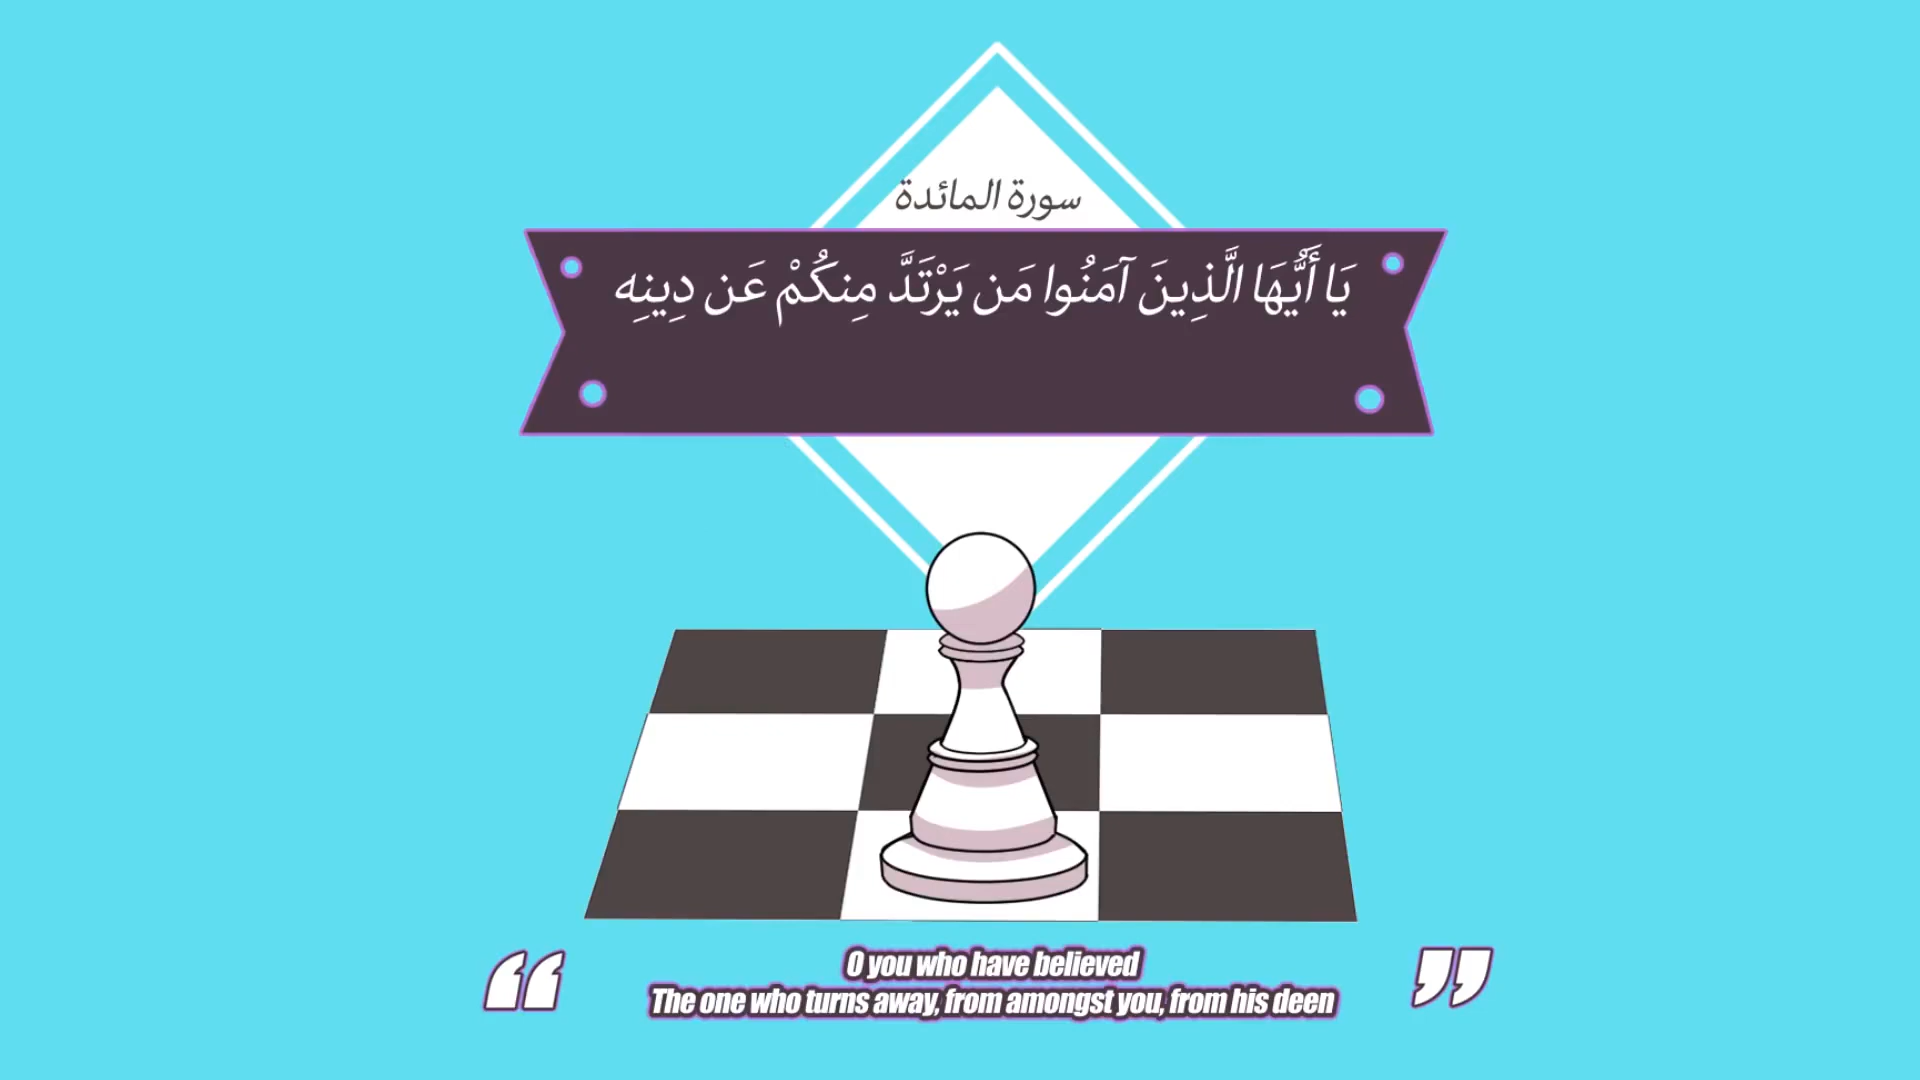 سورة المائدة
يَا أَيُّهَا الَّذِينَ آمَنُوا مَن يَرْتَدَّ مِنكُمْ عَن دِينِهِ
“ O you who have believed ”
The one who turns away, from amongst you, from his deen